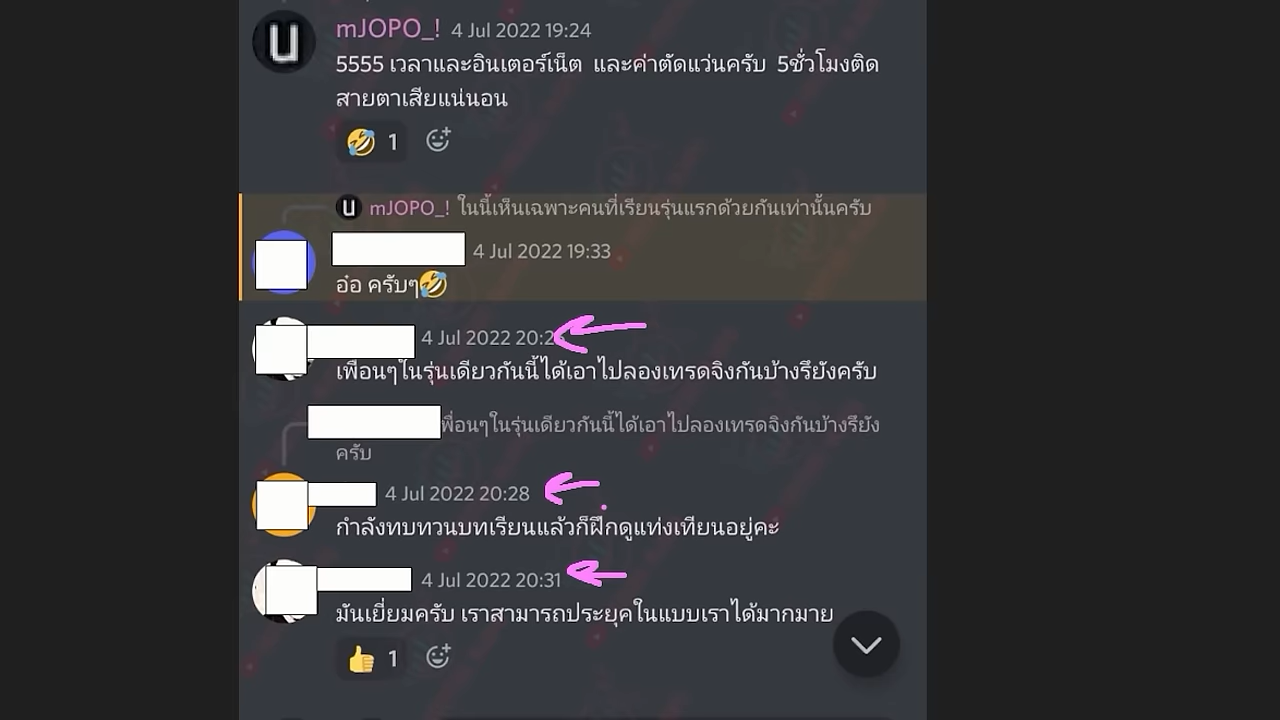 mJOPO_! 4 Jul 2022 19:24
5555 เวลาและอินเตอร์เน็ต และค่าตัดแว่นครับ 5ชั่วโมงติด
สายตาเสียแน่นอน
🤣 1
mJOPO_! ในนี้เห็นเฉพาะคนที่เรียนรุ่นแรกด้วยกันเท่านั้นครับ
4 Jul 2022 19:33
อ๋อ ครับๆ🤣
4 Jul 2022
เพื่อนๆในรุ่นเดียวกันนี้ได้เอาไปลองเทรดจิงกันบ้างรึยังครับ
พื่อนๆในรุ่นเดียวกันนี้ได้เอาไปลองเทรดจิงกันบ้างรึยัง
ครับ
4 Jul 2022 20:28
กำลังทบทวนบทเรียนแล้วก็ฝึกดูแท่งเทียนอยู่คะ
4 Jul 2022 20:31
มันเยี่ยมครับ เราสามารถประยุคในแบบเราได้มากมาย
👍 1